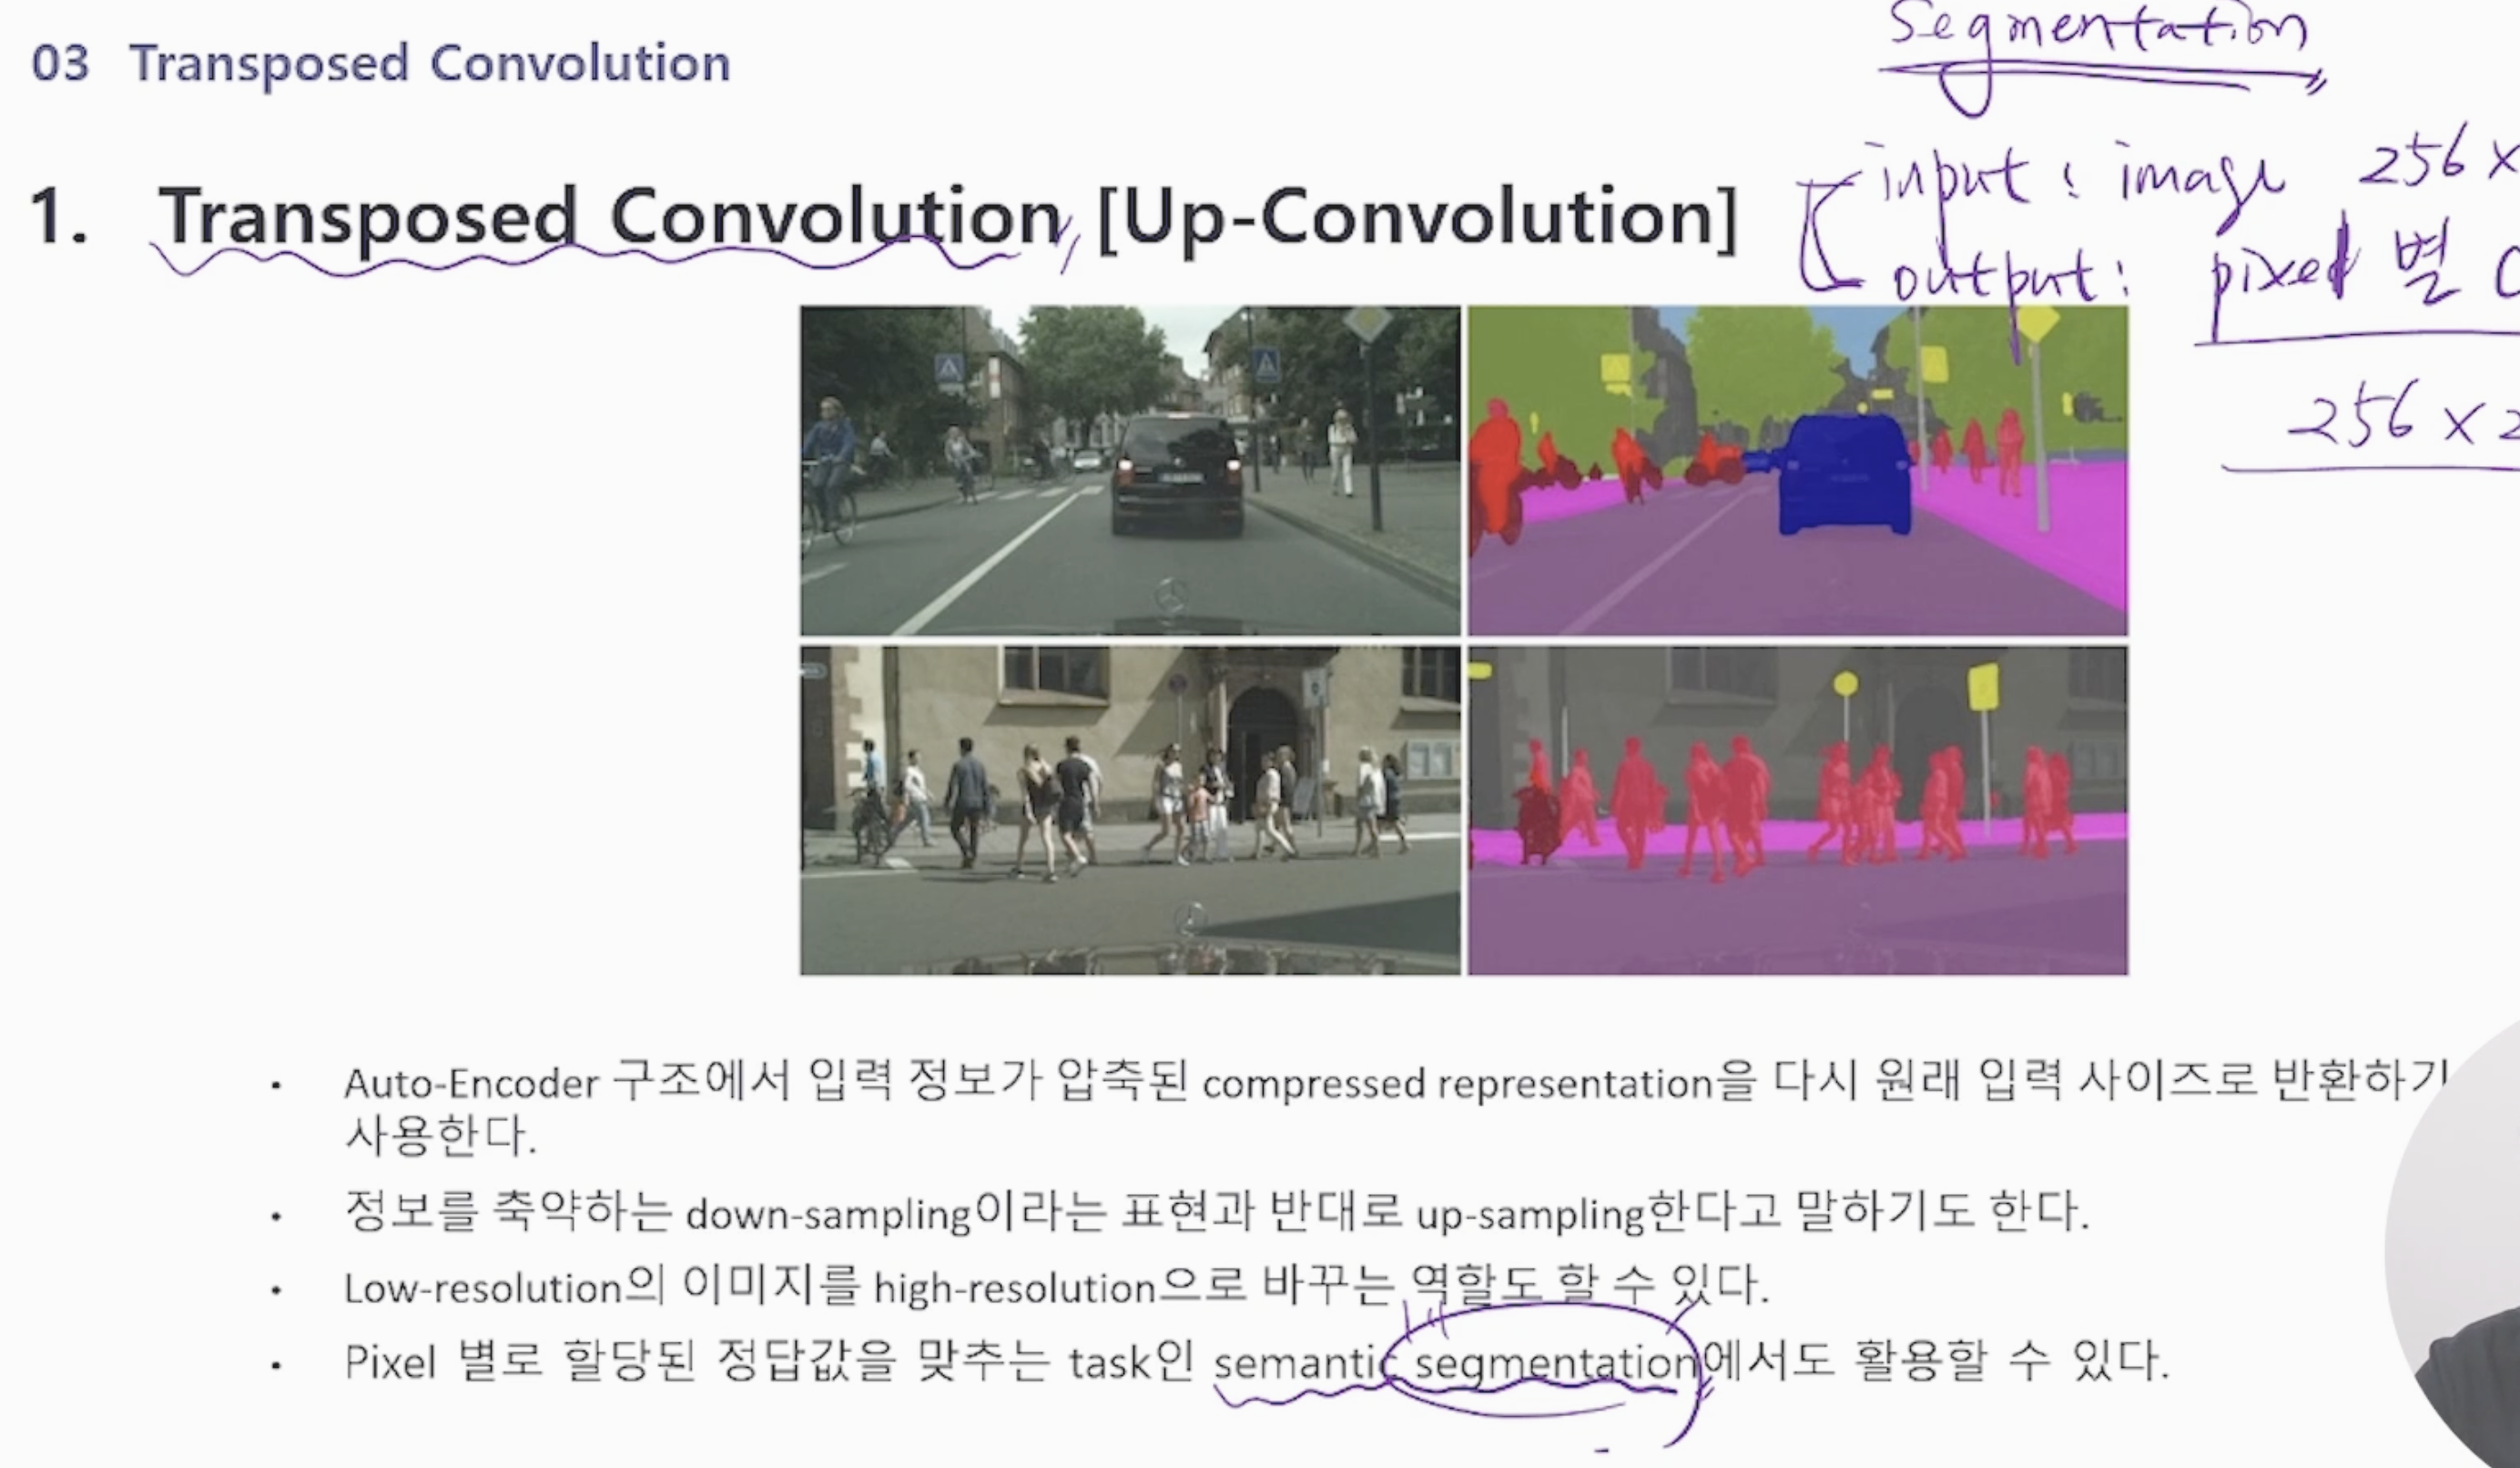 03 Transposed Convolution
Segmentation
1. Transposed Convolution, [Up-Convolution]
input : image 256 ×
output : pixel 별
256 × 2
• Auto-Encoder 구조에서 입력 정보가 압축된 compressed representation을 다시 원래 입력 사이즈로 반환하기
사용한다.
• 정보를 축약하는 down-sampling이라는 표현과 반대로 up-sampling한다고 말하기도 한다.
• Low-resolution의 이미지를 high-resolution으로 바꾸는 역할도 할 수 있다.
• Pixel 별로 할당된 정답값을 맞추는 task인 semantic segmentation에서도 활용할 수 있다.